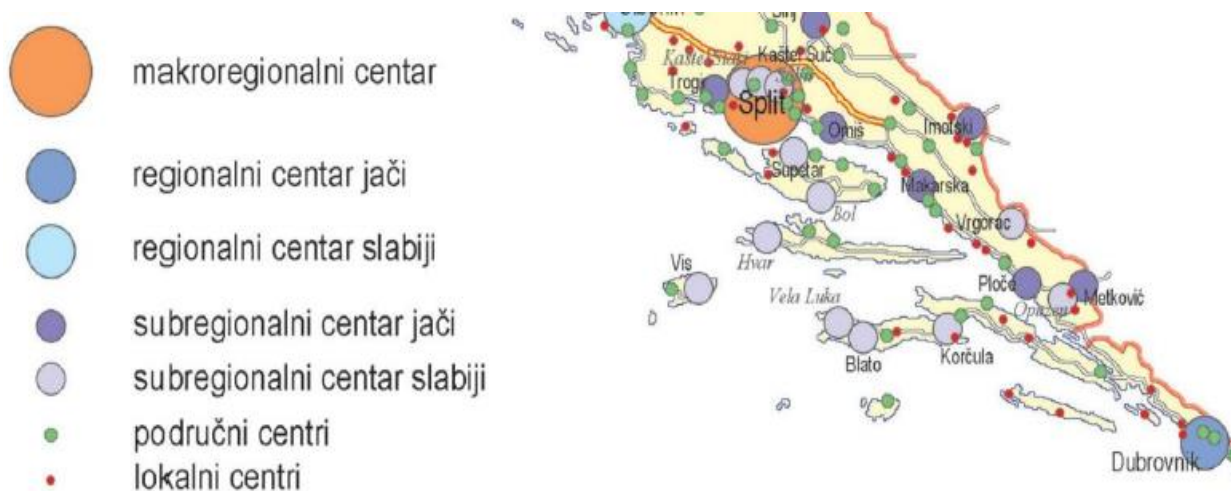 makroregionalni centar
regionalni centar jači
regionalni centar slabiji
subregionalni centar jači
subregionalni centar slabiji
područni centri
lokalni centri
Kaštel Suć
Trogir
Split
Omiš
Imotski
Supetar
Makarska
Bol
Vrgorac
Hvar
Vis
Ploče
Vela Luka
Opuzen
Metković
Blato
Korčula
Dubrovnik